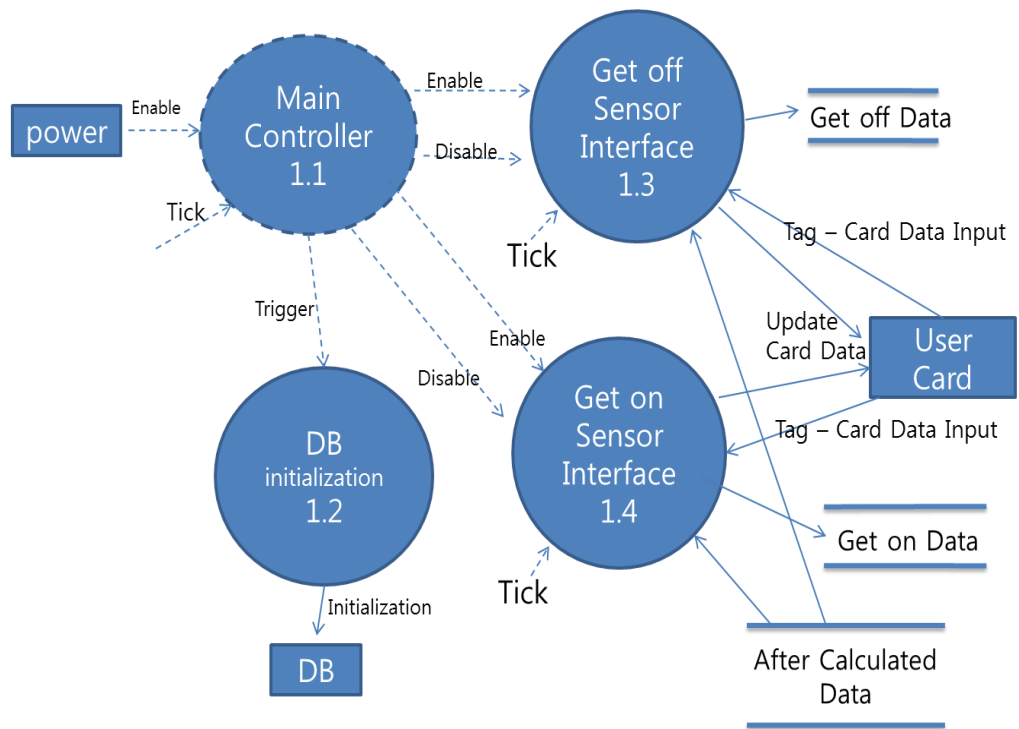 power
Enable
Main
Controller
1.1
Tick
Enable
Disable
Get off
Sensor
Interface
1.3
Tick
Get off Data
Tag – Card Data Input
Update
Card Data
User
Card
Tag – Card Data Input
Trigger
Disable
Enable
DB
initialization
1.2
Initialization
DB
Get on
Sensor
Interface
1.4
Tick
Get on Data
After Calculated
Data